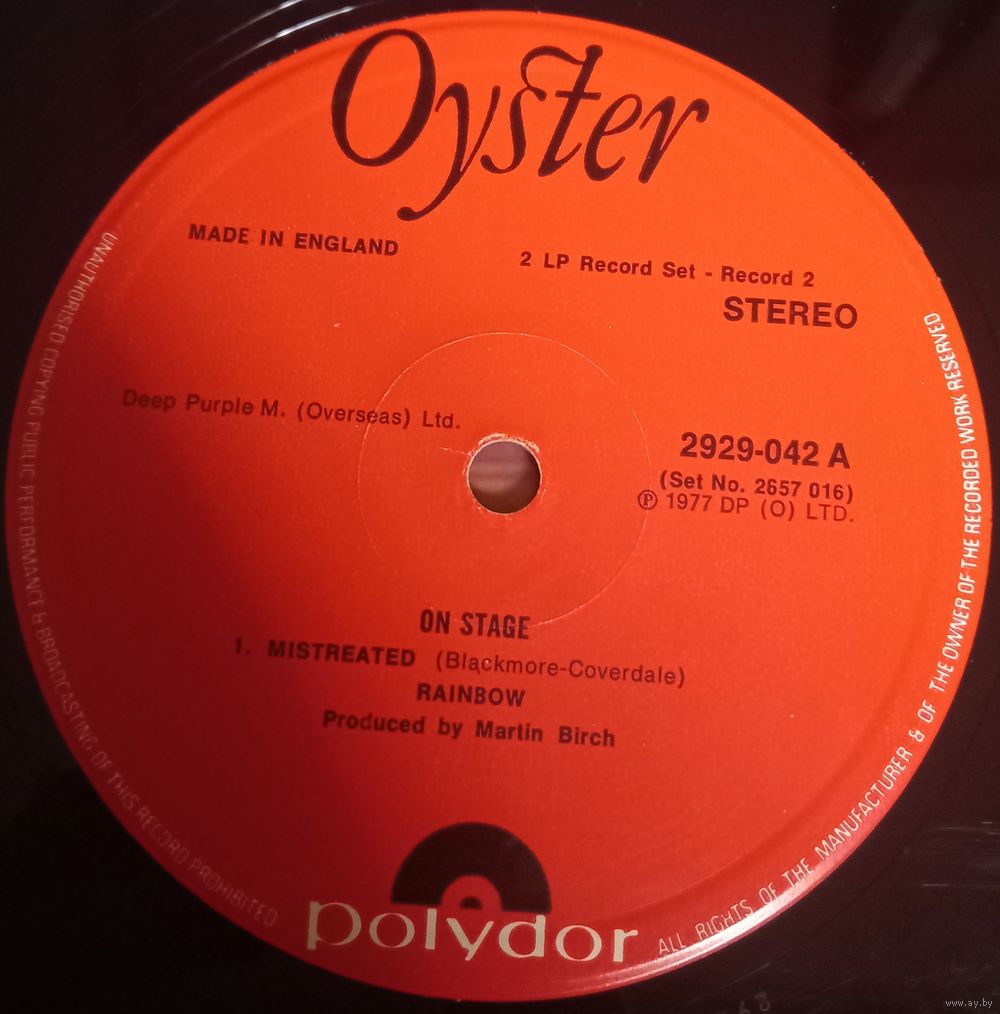 Oyster
MADE IN ENGLAND
2 LP Record Set - Record 2
STEREO
Deep Purple M. (Overseas) Ltd.
2929-042 A
(Set No. 2657 016)
℗ 1977 DP (O) LTD.
ON STAGE
1. MISTREATED (Blackmore-Coverdale)
RAINBOW
Produced by Martin Birch
polydor
UNAUTHORISED COPYING PUBLIC PERFORMANCE & BROADCASTING OF THIS RECORD PROHIBITED
ALL RIGHTS OF THE MANUFACTURER & OF THE OWNER OF THE RECORDED WORK RESERVED
www.ay.by